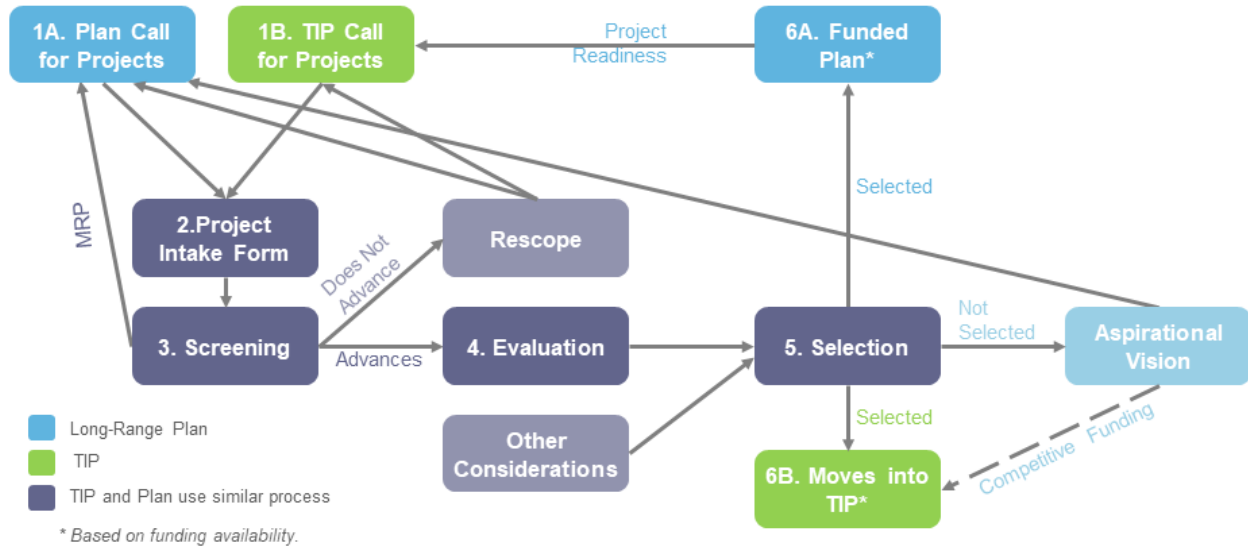 1A. Plan Call
for Projects
1B. TIP Call
for Projects
Project
Readiness
6A. Funded
Plan*
MRP
2.Project
Intake Form
Does Not
Advance
Rescope
Selected
3. Screening
Advances
4. Evaluation
5. Selection
Not
Selected
Aspirational
Vision
Other
Considerations
Selected
6B. Moves into
TIP*
Competitive Funding
Long-Range Plan
TIP
TIP and Plan use similar process
* Based on funding availability.